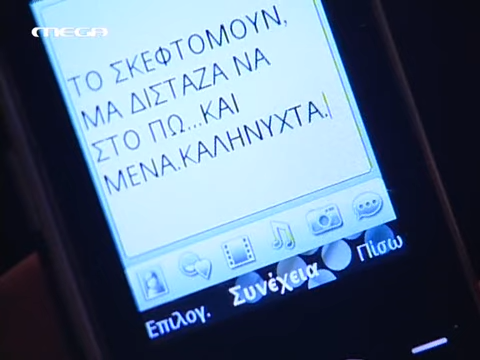 MEGA
ΤΟ ΣΚΕΦΤΟΜΟΥΝ,
ΜΑ ΔΙΣΤΑΖΑ ΝΑ
ΣΤΟ ΠΩ...ΚΑΙ
ΜΕΝΑ.ΚΑΛΗΝΥΧΤΑ.
Επιλογ. Συνέχεια Πίσω